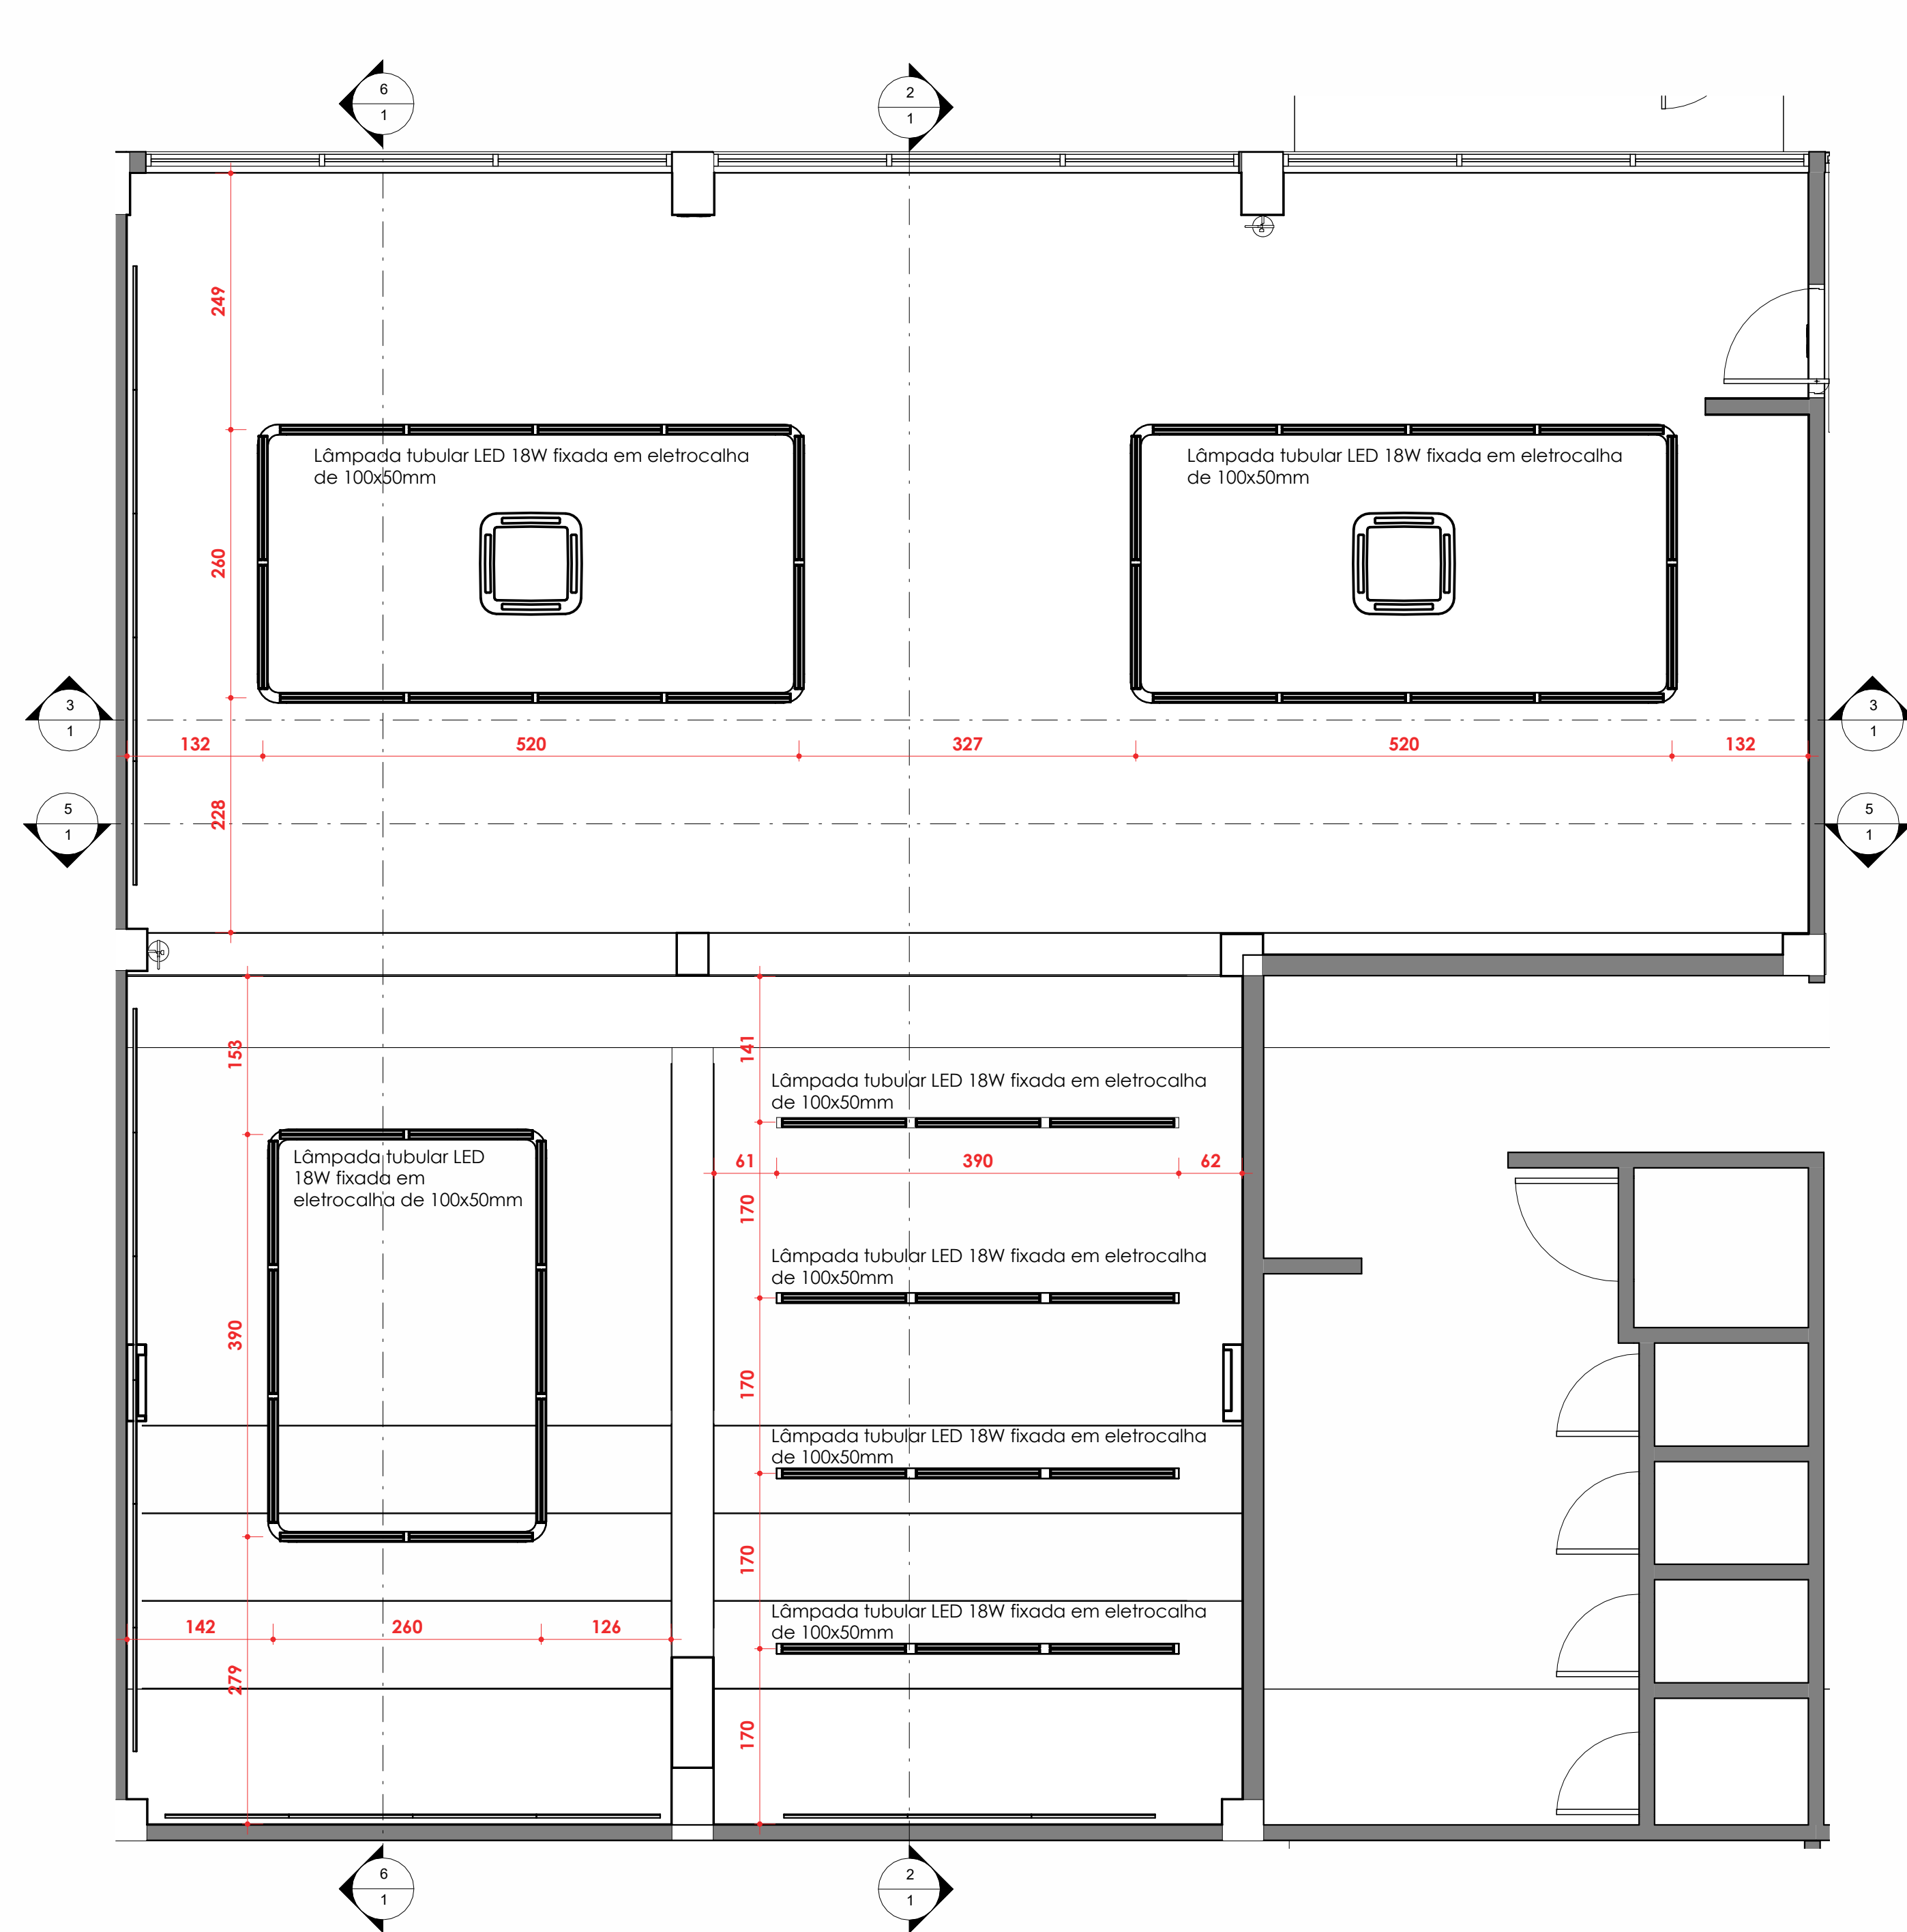 6
1
2
1
249
Lâmpada tubular LED 18W fixada em eletrocalha
de 100x50mm
Lâmpada tubular LED 18W fixada em eletrocalha
de 100x50mm
260
3
1
3
1
132
520
327
520
132
5
1
228
5
1
153
141
Lâmpada tubular LED 18W fixada em eletrocalha
de 100x50mm
61
390
62
Lâmpada tubular LED
18W fixada em
eletrocalha de 100x50mm
170
Lâmpada tubular LED 18W fixada em eletrocalha
de 100x50mm
390
170
Lâmpada tubular LED 18W fixada em eletrocalha
de 100x50mm
170
Lâmpada tubular LED 18W fixada em eletrocalha
de 100x50mm
142
260
126
279
170
6
1
2
1